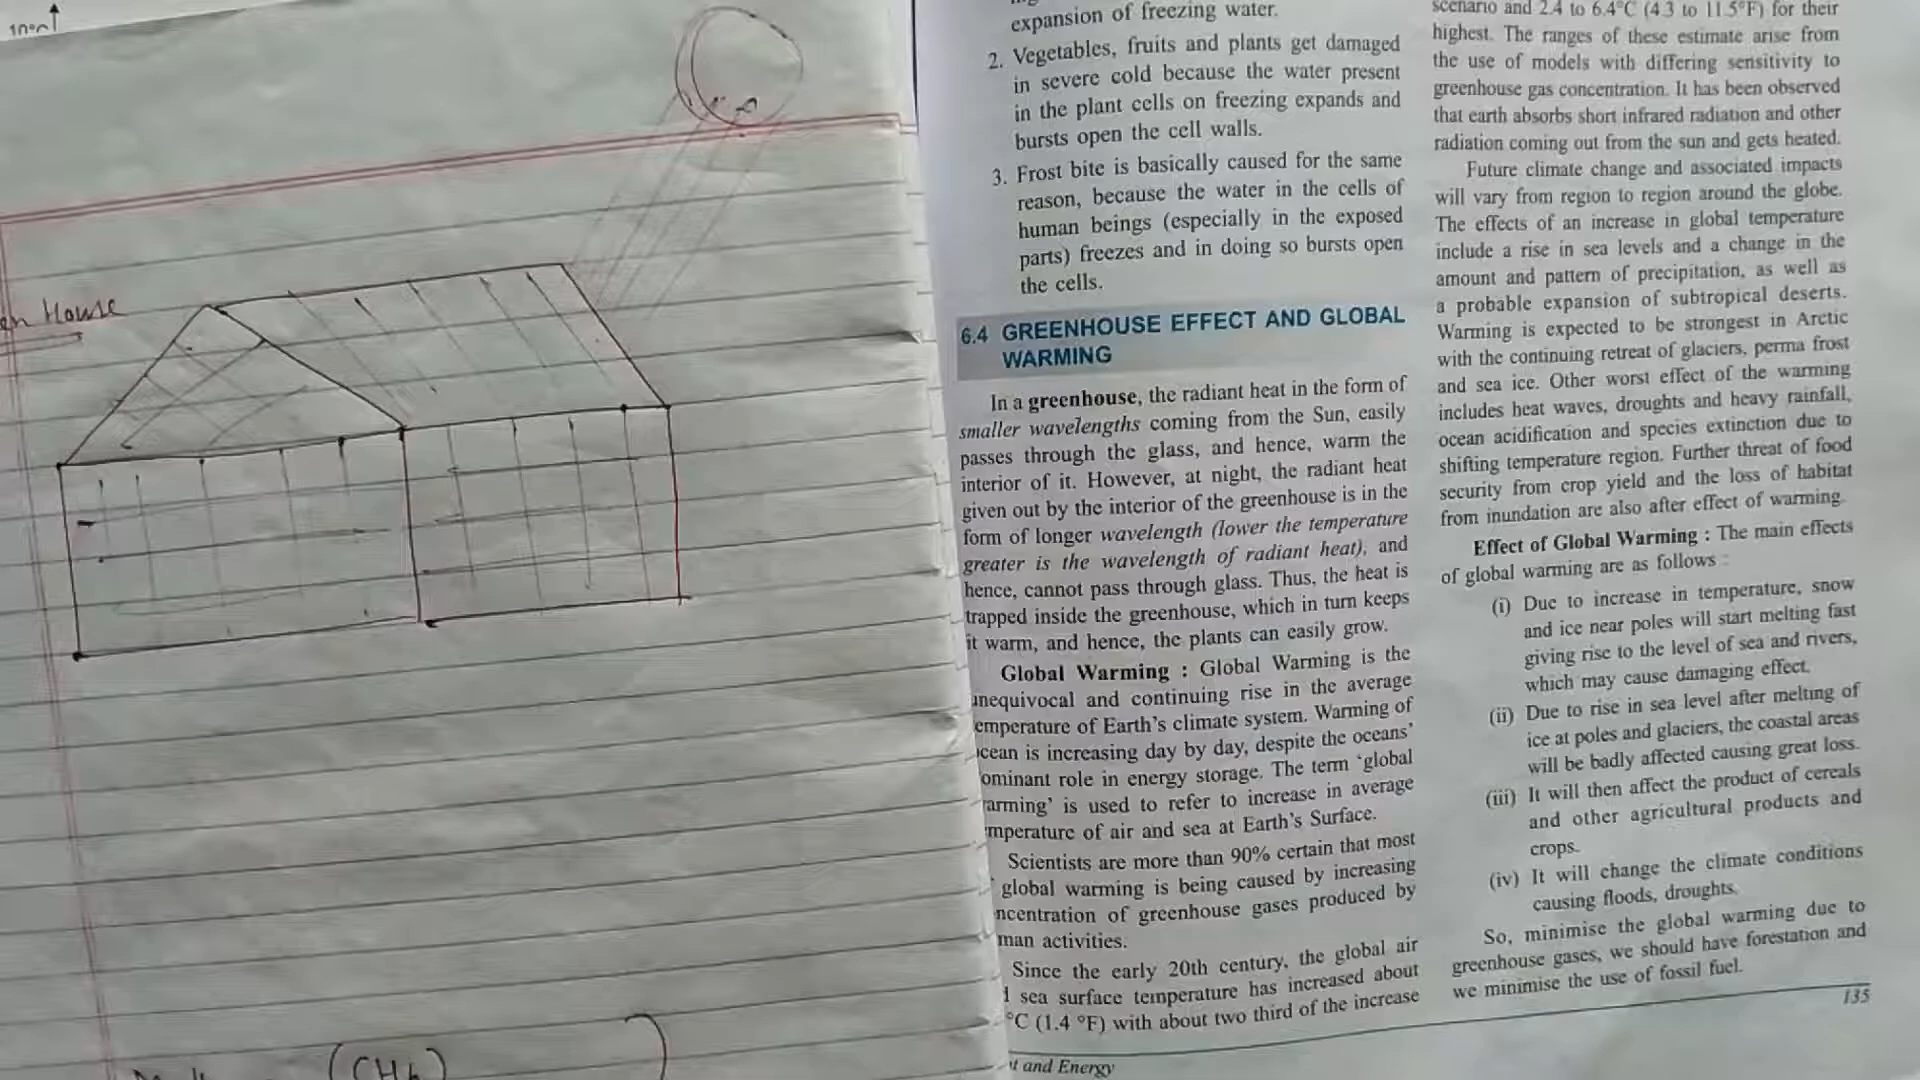 10°C
en House
(CH4)
expansion of freezing water.
2. Vegetables, fruits and plants get damaged
in severe cold because the water present
in the plant cells on freezing expands and
bursts open the cell walls.
3. Frost bite is basically caused for the same
reason, because the water in the cells of
human beings (especially in the exposed
parts) freezes and in doing so bursts open
the cells.
6.4 GREENHOUSE EFFECT AND GLOBAL
WARMING
In a greenhouse, the radiant heat in the form of
smaller wavelengths coming from the Sun, easily
passes through the glass, and hence, warm the
interior of it. However, at night, the radiant heat
given out by the interior of the greenhouse is in the
form of longer wavelength (lower the temperature
greater is the wavelength of radiant heat), and
hence, cannot pass through glass. Thus, the heat is
trapped inside the greenhouse, which in turn keeps
it warm, and hence, the plants can easily grow.
Global Warming : Global Warming is the
unequivocal and continuing rise in the average
emperature of Earth's climate system. Warming of
ocean is increasing day by day, despite the oceans'
ominant role in energy storage. The term 'global
arming' is used to refer to increase in average
mperature of air and sea at Earth's Surface.
Scientists are more than 90% certain that most
global warming is being caused by increasing
ncentration of greenhouse gases produced by
man activities.
Since the early 20th century, the global air
sea surface temperature has increased about
°C (1.4 °F) with about two third of the increase
t and Energy
scenario and 2.4 to 6.4°C (4.3 to 11.5°F) for their
highest. The ranges of these estimate arise from
the use of models with differing sensitivity to
greenhouse gas concentration. It has been observed
that earth absorbs short infrared radiation and other
radiation coming out from the sun and gets heated.
Future climate change and associated impacts
will vary from region to region around the globe.
The effects of an increase in global temperature
include a rise in sea levels and a change in the
amount and pattern of precipitation, as well as
a probable expansion of subtropical deserts.
Warming is expected to be strongest in Arctic
with the continuing retreat of glaciers, perma frost
and sea ice. Other worst effect of the warming
includes heat waves, droughts and heavy rainfall,
ocean acidification and species extinction due to
shifting temperature region. Further threat of food
security from crop yield and the loss of habitat
from inundation are also after effect of warming.
Effect of Global Warming : The main effects
of global warming are as follows :
(i) Due to increase in temperature, snow
and ice near poles will start melting fast
giving rise to the level of sea and rivers,
which may cause damaging effect.
(ii) Due to rise in sea level after melting of
ice at poles and glaciers, the coastal areas
will be badly affected causing great loss.
(iii) It will then affect the product of cereals
and other agricultural products and
crops.
(iv) It will change the climate conditions
causing floods, droughts.
So, minimise the global warming due to
greenhouse gases, we should have forestation and
we minimise the use of fossil fuel.
135